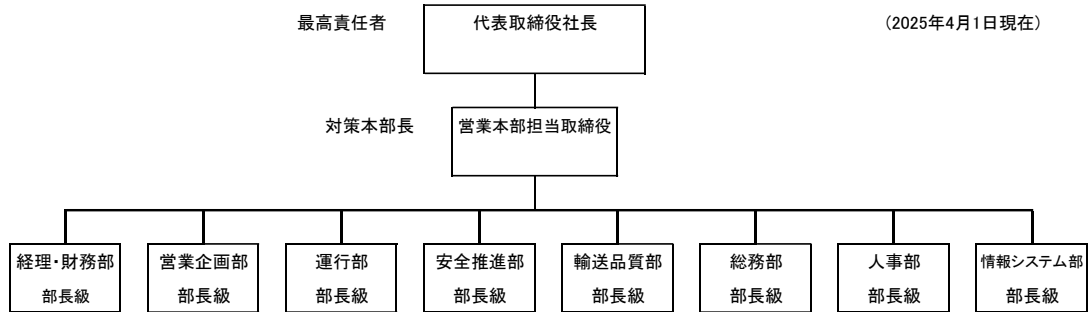 最高責任者 代表取締役社長 (2025年4月1日現在)
対策本部長 営業本部担当取締役
経理・財務部 営業企画部 運行部 安全推進部 輸送品質部 総務部 人事部 情報システム部
部長級 部長級 部長級 部長級 部長級 部長級 部長級 部長級